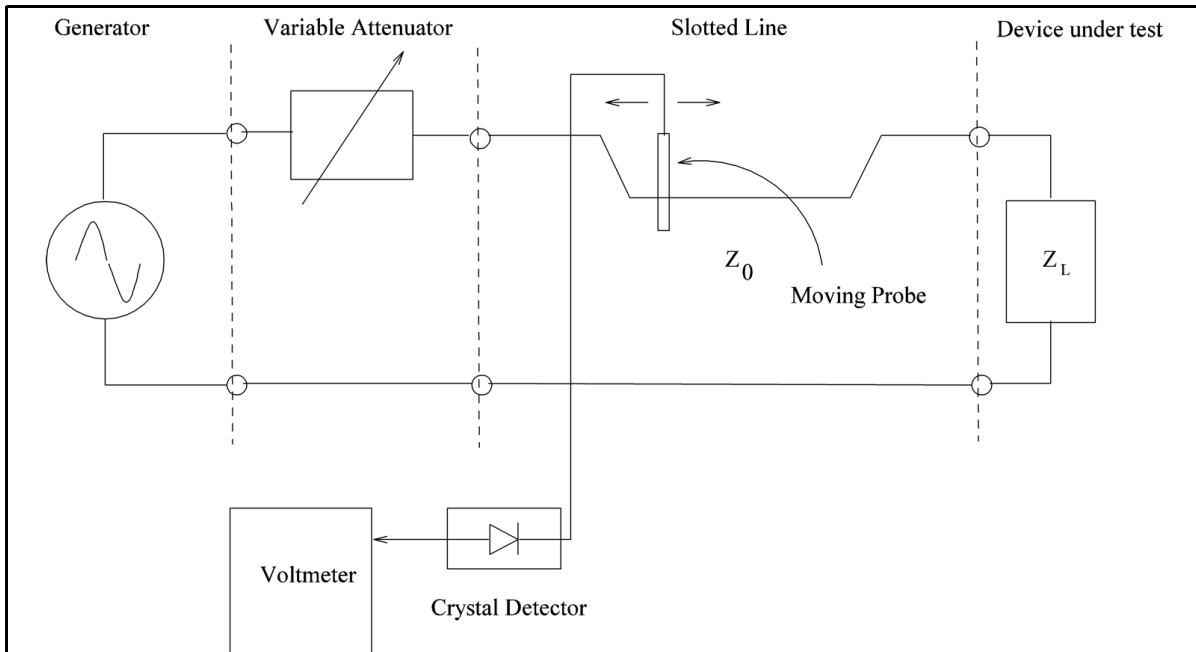 Generator
Variable Attenuator
Slotted Line
Device under test
Z0
ZL
Moving Probe
Voltmeter
Crystal Detector